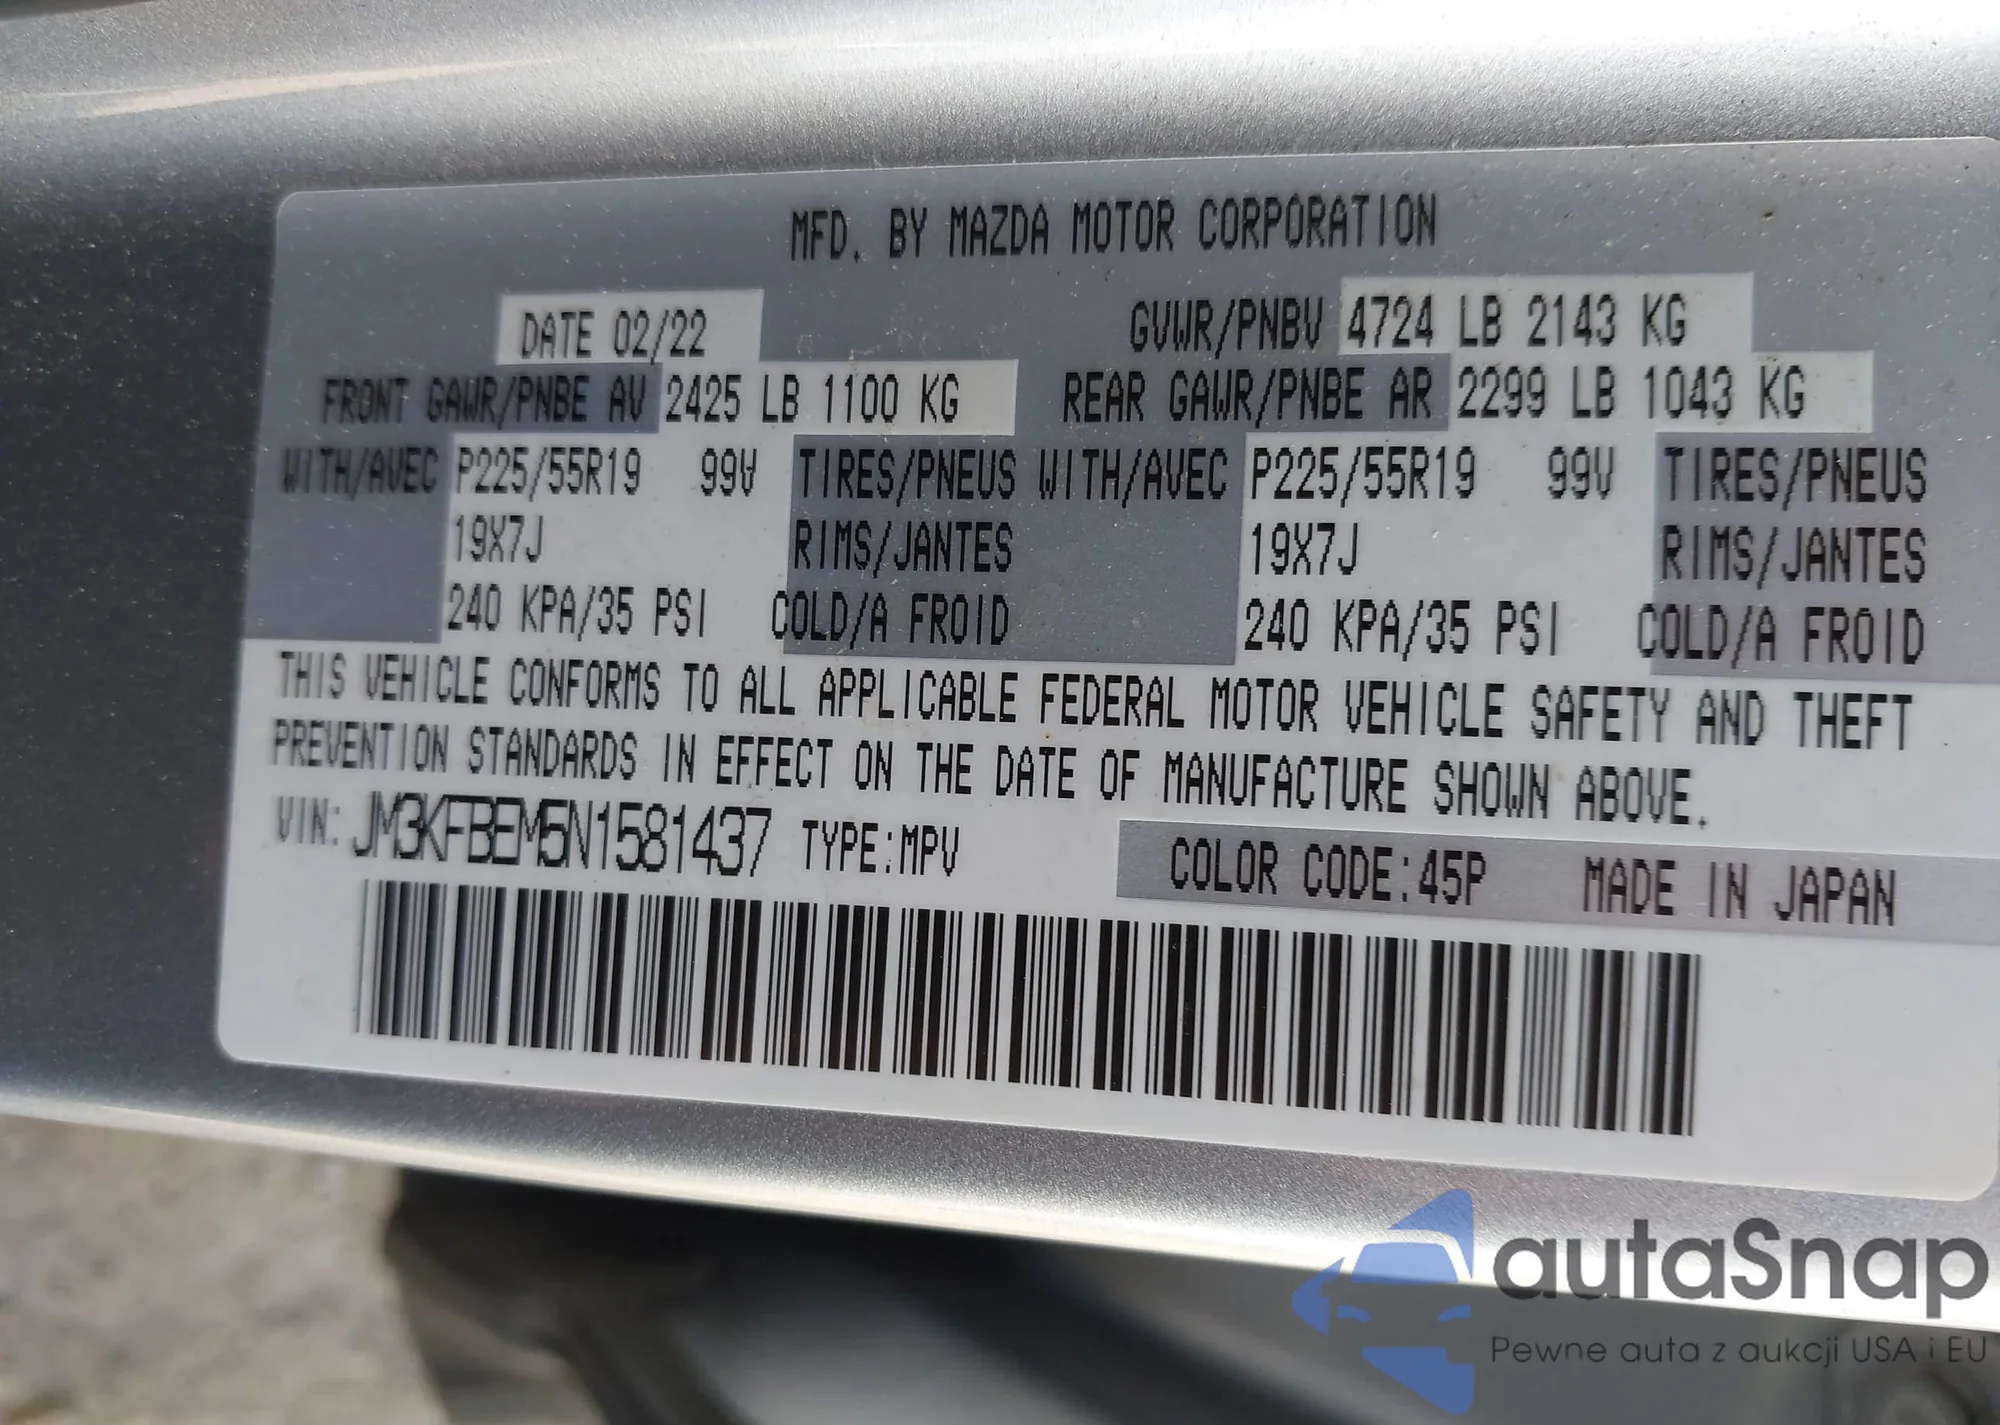 MFD. BY MAZDA MOTOR CORPORATION
DATE 02/22 GVWR/PNBV 4724 LB 2143 KG
FRONT GAWR/PNBE AV 2425 LB 1100 KG REAR GAWR/PNBE AR 2299 LB 1043 KG
WITH/AVEC P225/55R19 99V TIRES/PNEUS WITH/AVEC P225/55R19 99V TIRES/PNEUS
19X7J RIMS/JANTES 19X7J RIMS/JANTES
240 KPA/35 PSI COLD/A FROID 240 KPA/35 PSI COLD/A FROID
THIS VEHICLE CONFORMS TO ALL APPLICABLE FEDERAL MOTOR VEHICLE SAFETY AND THEFT
PREVENTION STANDARDS IN EFFECT ON THE DATE OF MANUFACTURE SHOWN ABOVE.
VIN: JM3KFBEM5N1581437 TYPE:MPV COLOR CODE:45P MADE IN JAPAN
autaSnap
Pewne auta z aukcji USA i EU